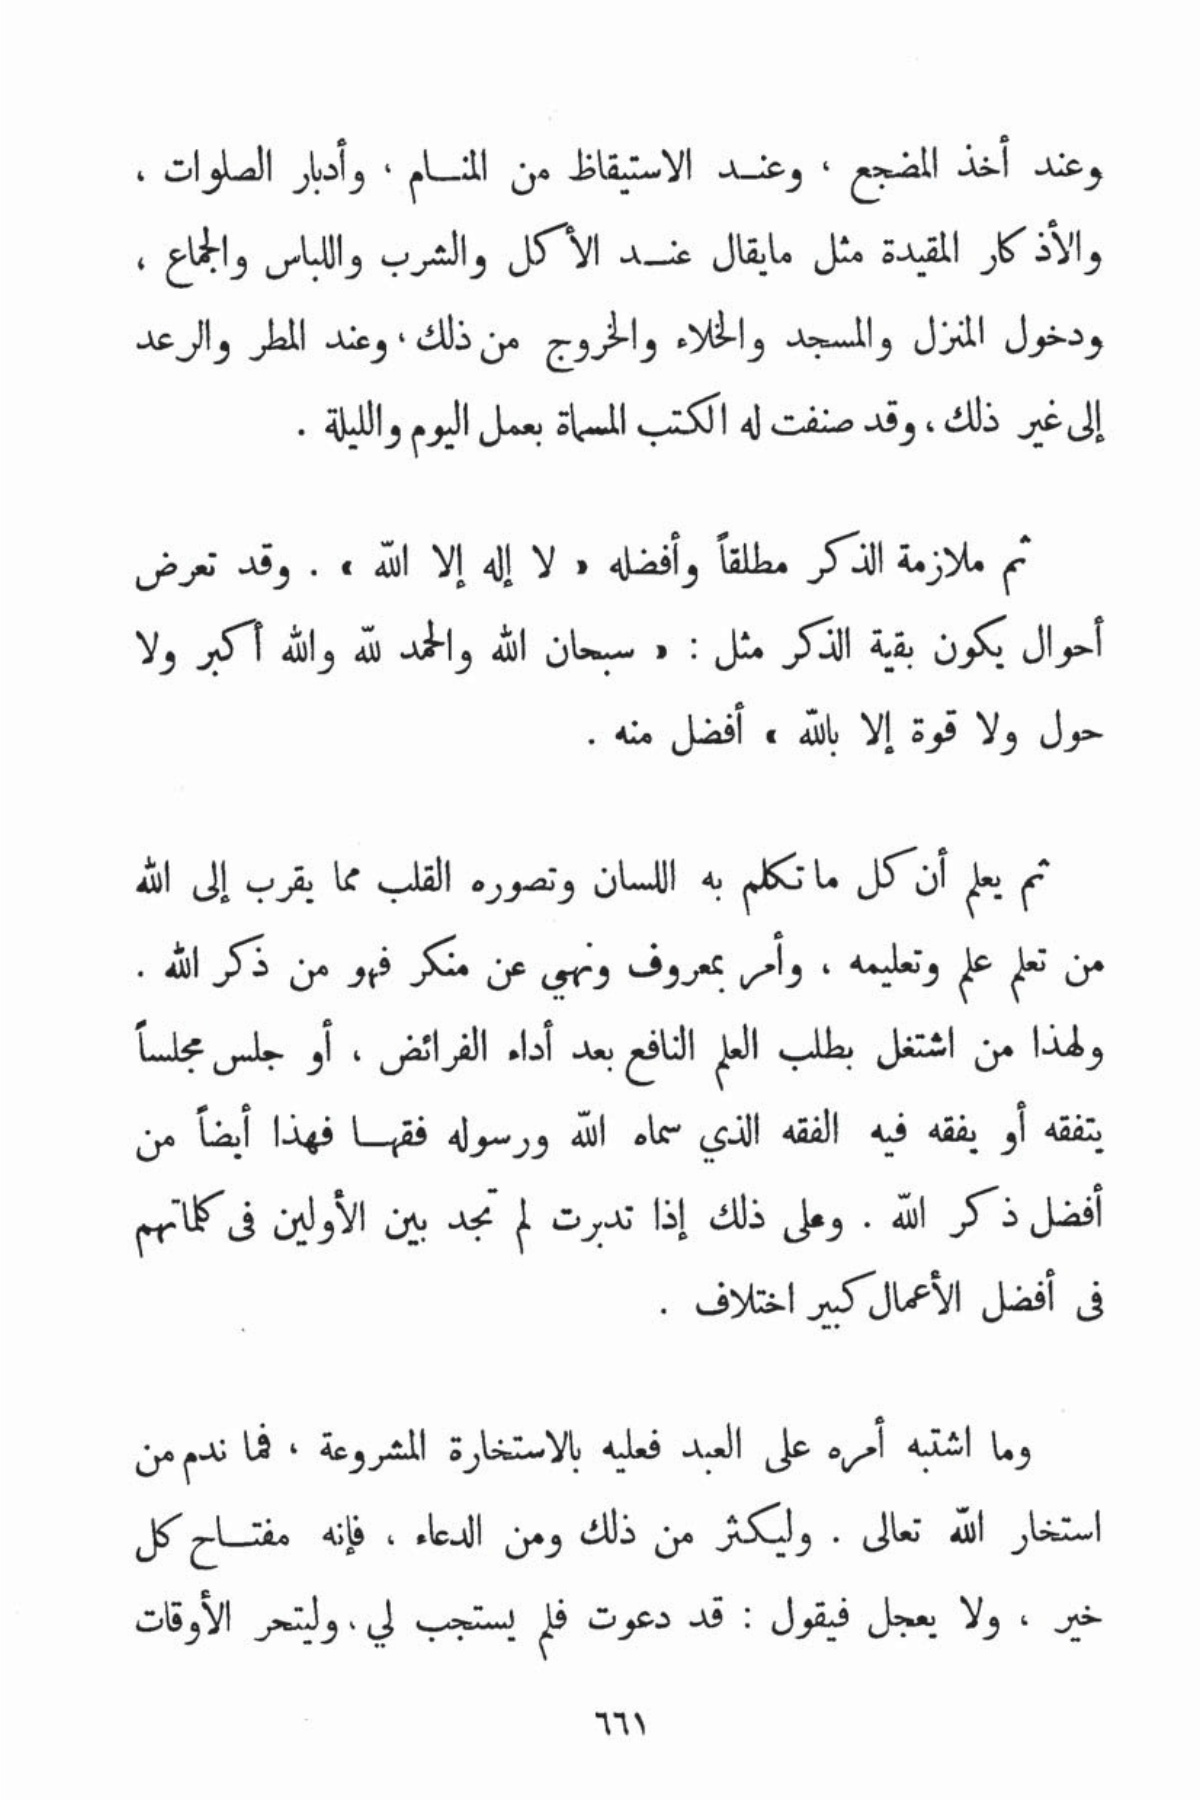 وعند أخذ المضجع ، وعنـد الاستيقاظ من المنـام ، وأدبار الصلوات ،
والأذكار المقيدة مثل مايقال عنـد الأكل والشرب واللباس والجماع ،
ودخول المنزل والمسجد والخلاء والخروج من ذلك ، وعند المطر والرعد
إلى غير ذلك ، وقد صنفت له الكتب المسماة بعمل اليوم والليلة .
ثم ملازمة الذكر مطلقاً وأفضله « لا إله إلا الله » . وقد تعرض
أحوال يكون بقية الذكر مثل : « سبحان الله والحمد لله والله أكبر ولا
حول ولا قوة إلا بالله » أفضل منه .
ثم يعلم أن كل ماتكلم به اللسان وتصوره القلب مما يقرب إلى الله
من تعلم علم وتعليمه ، وأمر بمعروف ونهي عن منكر فهو من ذكر الله .
ولهذا من اشتغل بطلب العلم النافع بعد أداء الفرائض ، أو جلس مجلساً
يتفقه أو يفقه فيه الفقه الذي سماه الله ورسوله فقهـا فهذا أيضاً من
أفضل ذكر الله . وعلى ذلك إذا تدبرت لم تجد بين الأولين فى كلماتهم
فى أفضل الأعمال كبير اختلاف .
وما اشتبه أمره على العبد فعليه بالاستخارة المشروعة ، فما ندم من
استخار الله تعالى . وليكثر من ذلك ومن الدعاء ، فإنه مفتـاح كل
خير ، ولا يعجل فيقول : قد دعوت فلم يستجب لي ، وليتحر الأوقات
٦٦١